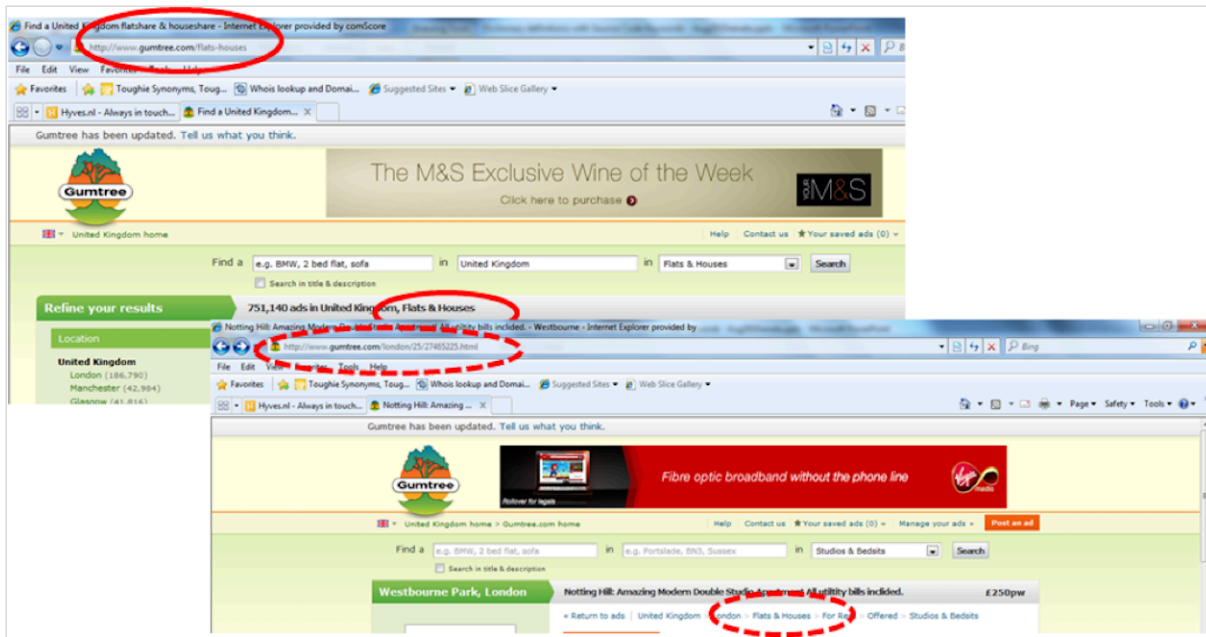 Find a United Kingdom flatshare & houseshare - Internet Explorer provided by comScore
http://www.gumtree.com/flats-houses
File Edit View Favorites Tools Help
Favorites Toughie Synonyms, Toug... Whois lookup and Domai... Suggested Sites Web Slice Gallery
Hyves.nl - Always in touch... Find a United Kingdom... X
Gumtree has been updated. Tell us what you think.
Gumtree
The M&S Exclusive Wine of the Week
Click here to purchase
YOUR M&S
United Kingdom home
Help Contact us Your saved ads (0)
Find a e.g. BMW, 2 bed flat, sofa in United Kingdom in Flats & Houses Search
Search in title & description
Refine your results
751,140 ads in United Kingdom, Flats & Houses
Location
United Kingdom
London (186,790)
Manchester (42,984)
Glasgow (41,816)
Notting Hill: Amazing Modern Double Studio Apartment All utiltity bills inclided. - Westbourne - Internet Explorer provided by
http://www.gumtree.com/london/25/27465225.html
Bing
File Edit View Favorites Tools Help
Favorites Toughie Synonyms, Toug... Whois lookup and Domai... Suggested Sites Web Slice Gallery
Hyves.nl - Always in touch... Notting Hill: Amazing ... X
Page Safety Tools
Gumtree has been updated. Tell us what you think.
Gumtree
Rollover for legals
Fibre optic broadband without the phone line
Virgin media
United Kingdom home > Gumtree.com home
Help Contact us Your saved ads (0) Manage your ads Post an ad
Find a e.g. BMW, 2 bed flat, sofa in e.g. Portslade, BN3, Sussex in Studios & Bedsits Search
Search in title & description
Westbourne Park, London
Notting Hill: Amazing Modern Double Studio Apartment All utiltity bills inclided. £250pw
« Return to ads | United Kingdom > London > Flats & Houses > For Rent > Offered > Studios & Bedsits